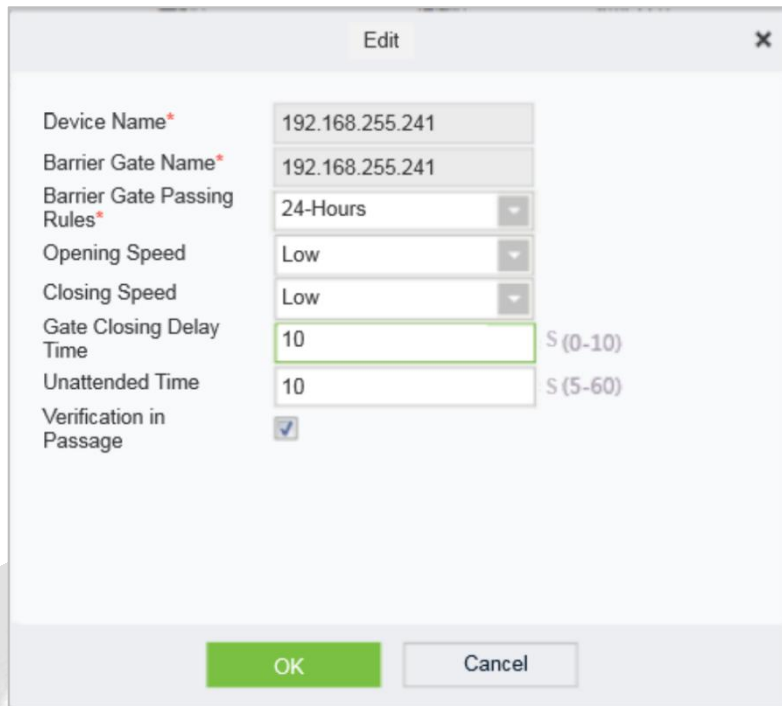 Edit
Device Name* 192.168.255.241
Barrier Gate Name* 192.168.255.241
Barrier Gate Passing
Rules* 24-Hours
Opening Speed Low
Closing Speed Low
Gate Closing Delay
Time 10 S (0-10)
Unattended Time 10 S (5-60)
Verification in
Passage
OK Cancel